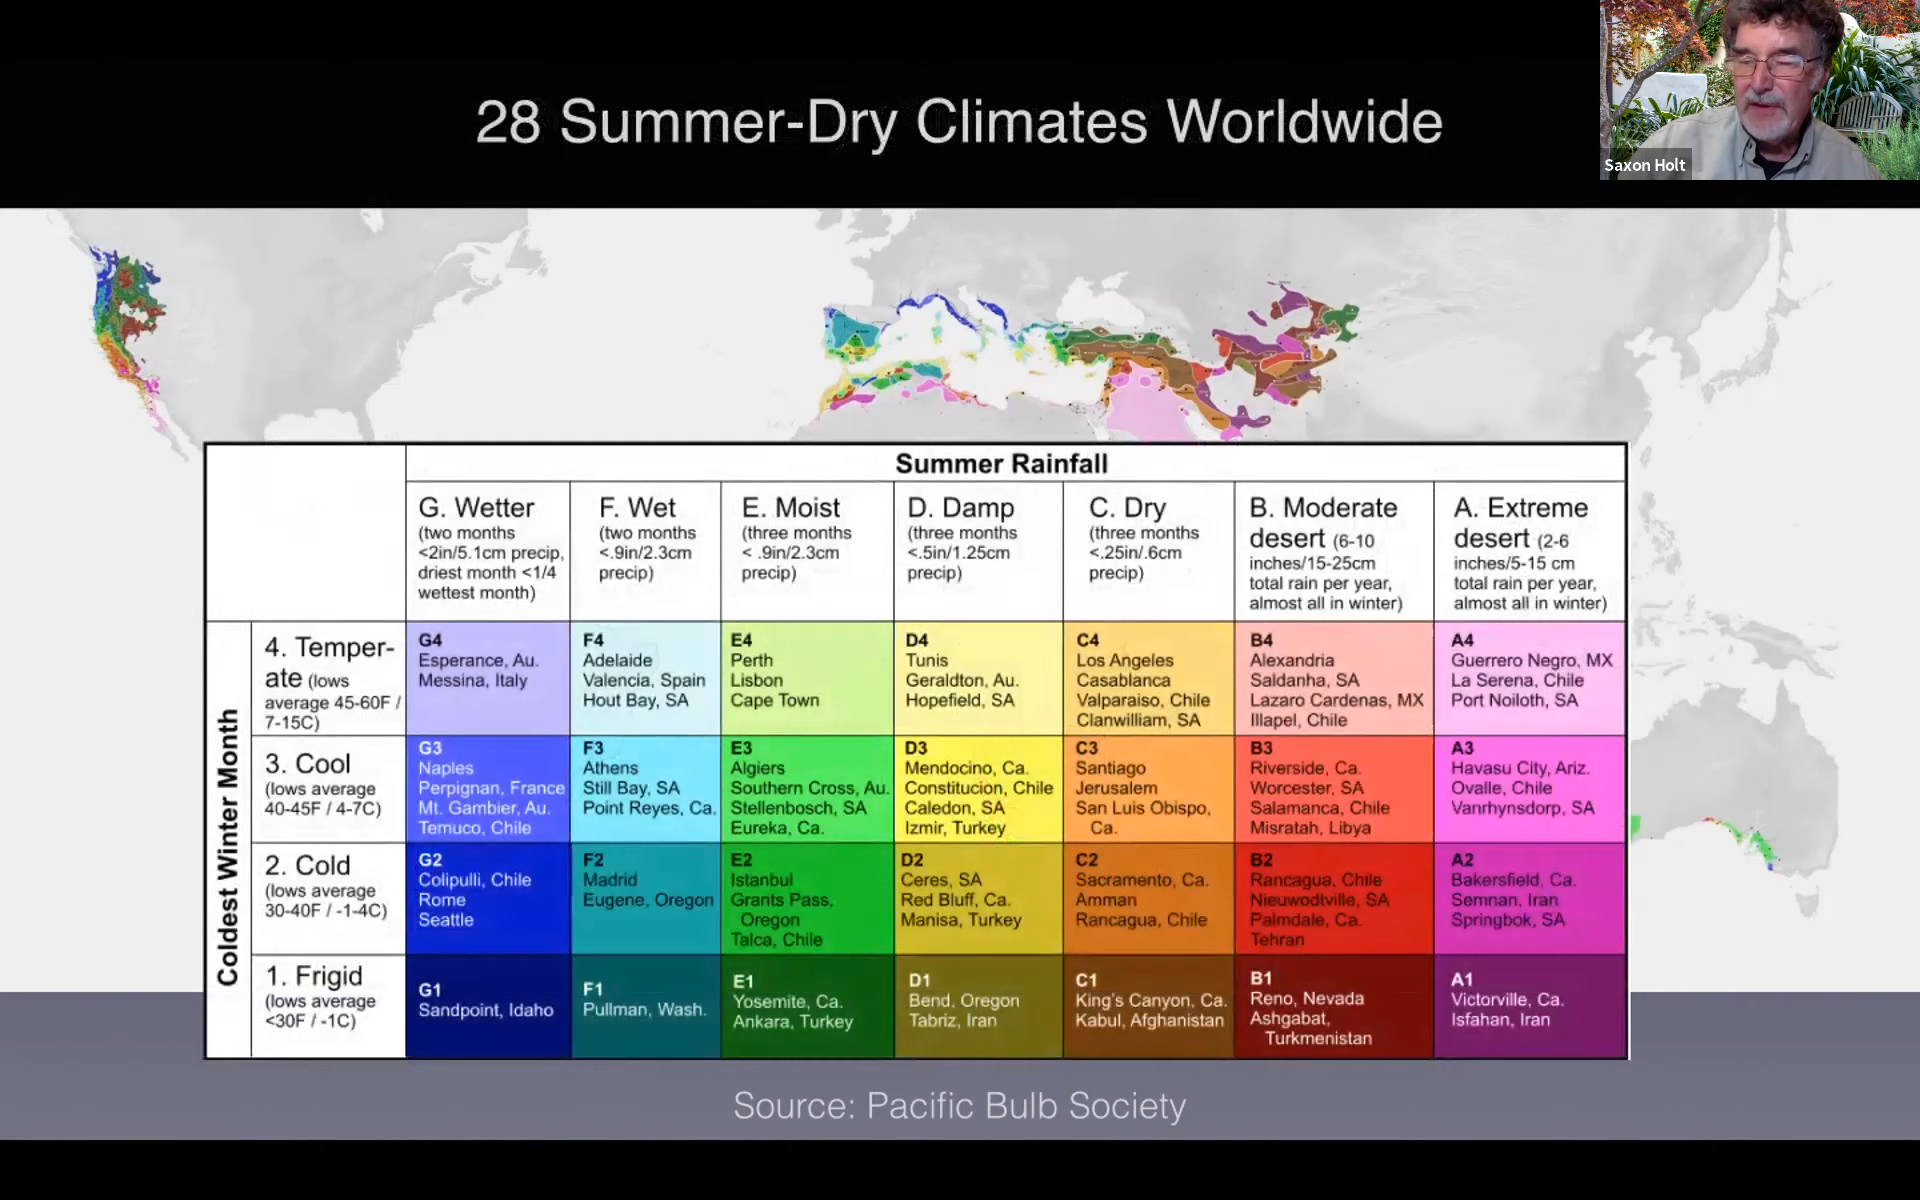 28 Summer-Dry Climates Worldwide
Saxon Holt
Summer Rainfall
G. Wetter
(two months
<2in/5.1cm precip,
driest month <1/4
wettest month)
F. Wet
(two months
<.9in/2.3cm
precip)
E. Moist
(three months
< .9in/2.3cm
precip)
D. Damp
(three months
<.5in/1.25cm
precip)
C. Dry
(three months
<.25in/.6cm
precip)
B. Moderate
desert (6-10
inches/15-25cm
total rain per year,
almost all in winter)
A. Extreme
desert (2-6
inches/5-15 cm
total rain per year,
almost all in winter)
Coldest Winter Month
4. Temper-
ate (lows
average 45-60F /
7-15C)
G4
Esperance, Au.
Messina, Italy
F4
Adelaide
Valencia, Spain
Hout Bay, SA
E4
Perth
Lisbon
Cape Town
D4
Tunis
Geraldton, Au.
Hopefield, SA
C4
Los Angeles
Casablanca
Valparaiso, Chile
Clanwilliam, SA
B4
Alexandria
Saldanha, SA
Lazaro Cardenas, MX
Illapel, Chile
A4
Guerrero Negro, MX
La Serena, Chile
Port Noiloth, SA
3. Cool
(lows average
40-45F / 4-7C)
G3
Naples
Perpignan, France
Mt. Gambier, Au.
Temuco, Chile
F3
Athens
Still Bay, SA
Point Reyes, Ca.
E3
Algiers
Southern Cross, Au.
Stellenbosch, SA
Eureka, Ca.
D3
Mendocino, Ca.
Constitucion, Chile
Caledon, SA
Izmir, Turkey
C3
Santiago
Jerusalem
San Luis Obispo,
Ca.
B3
Riverside, Ca.
Worcester, SA
Salamanca, Chile
Misratah, Libya
A3
Havasu City, Ariz.
Ovalle, Chile
Vanrhynsdorp, SA
2. Cold
(lows average
30-40F / -1-4C)
G2
Colipulli, Chile
Rome
Seattle
F2
Madrid
Eugene, Oregon
E2
Istanbul
Grants Pass,
Oregon
Talca, Chile
D2
Ceres, SA
Red Bluff, Ca.
Manisa, Turkey
C2
Sacramento, Ca.
Amman
Rancagua, Chile
B2
Rancagua, Chile
Nieuwodtville, SA
Palmdale, Ca.
Tehran
A2
Bakersfield, Ca.
Semnan, Iran
Springbok, SA
1. Frigid
(lows average
<30F / -1C)
G1
Sandpoint, Idaho
F1
Pullman, Wash.
E1
Yosemite, Ca.
Ankara, Turkey
D1
Bend, Oregon
Tabriz, Iran
C1
King's Canyon, Ca.
Kabul, Afghanistan
B1
Reno, Nevada
Ashgabat,
Turkmenistan
A1
Victorville, Ca.
Isfahan, Iran
Source: Pacific Bulb Society